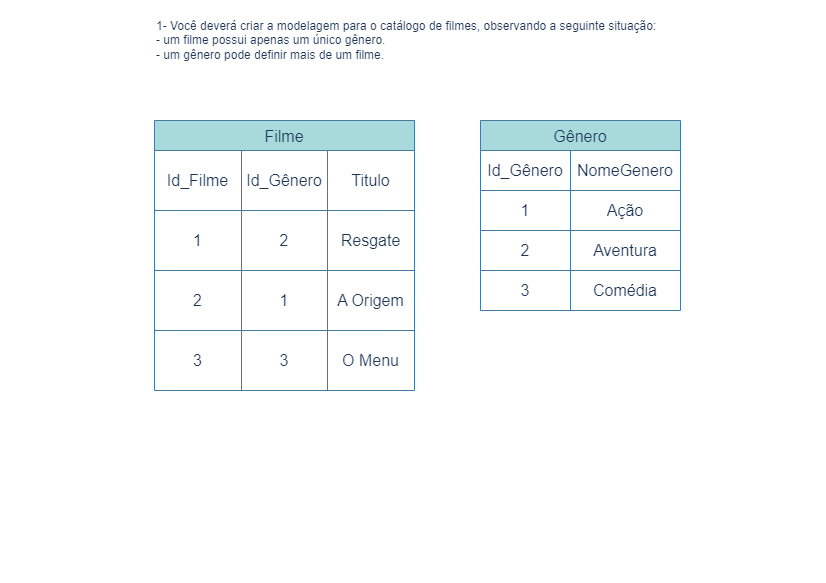 1- Você deverá criar a modelagem para o catálogo de filmes, observando a seguinte situação:
- um filme possui apenas um único gênero.
- um gênero pode definir mais de um filme.
Filme
Id_Filme Id_Gênero Titulo
1 2 Resgate
2 1 A Origem
3 3 O Menu
Gênero
Id_Gênero NomeGenero
1 Ação
2 Aventura
3 Comédia